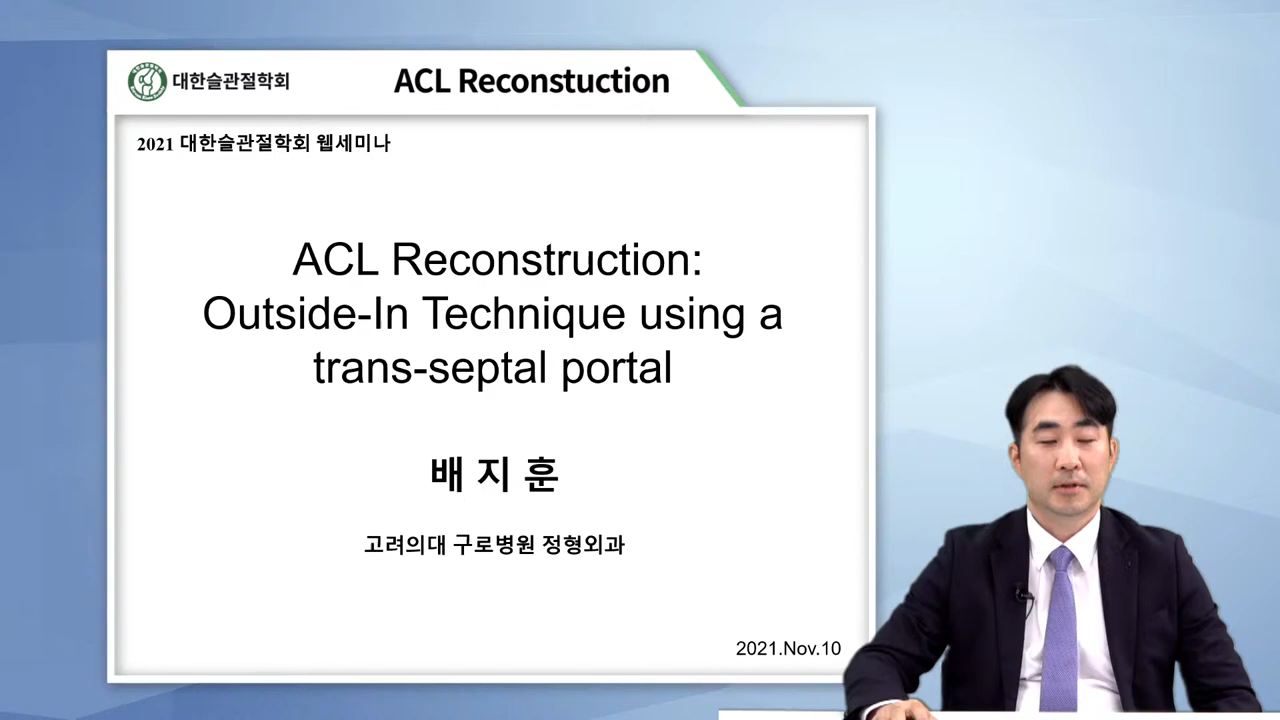 대한슬관절학회
ACL Reconstuction
2021 대한슬관절학회 웹세미나
ACL Reconstruction:
Outside-In Technique using a
trans-septal portal
배 지 훈
고려의대 구로병원 정형외과
2021.Nov.10